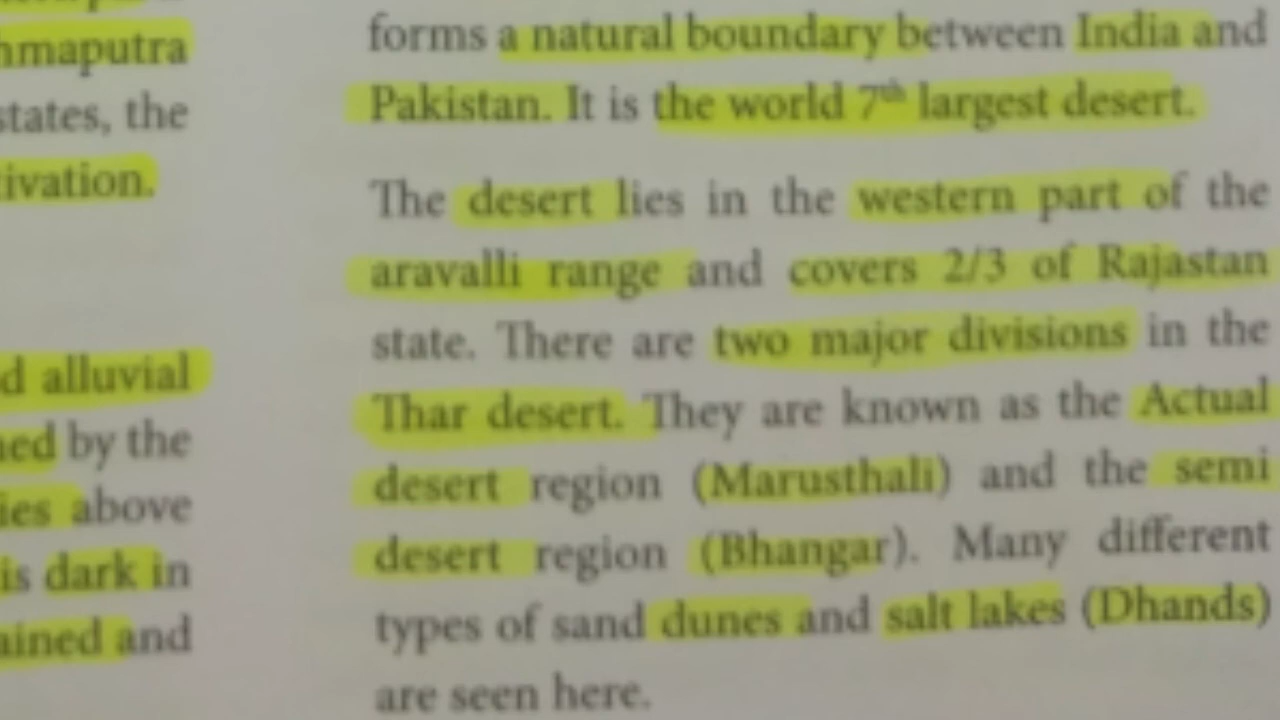 hmaputra
states, the
ivation.
d alluvial
ned by the
ies above
is dark in
ained and
forms a natural boundary between India and
Pakistan. It is the world 7th largest desert.
The desert lies in the western part of the
aravalli range and covers 2/3 of Rajastan
state. There are two major divisions in the
Thar desert. They are known as the Actual
desert region (Marusthali) and the semi
desert region (Bhangar). Many different
types of sand dunes and salt lakes (Dhands)
are seen here.